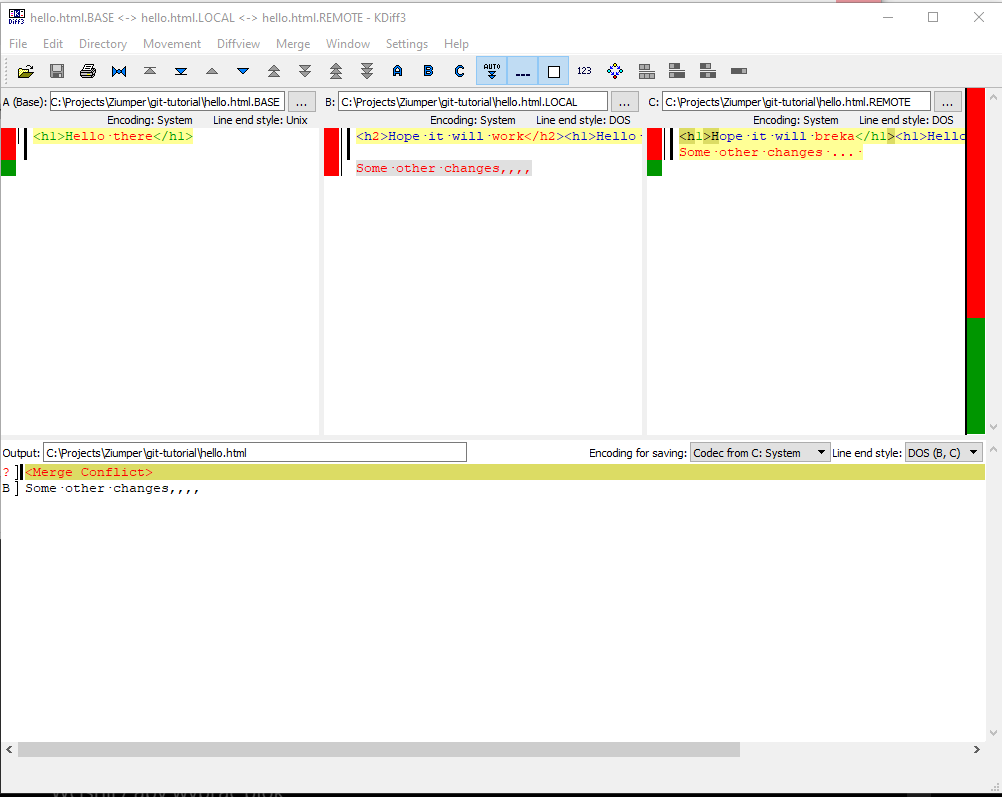 hello.html.BASE <-> hello.html.LOCAL <-> hello.html.REMOTE - KDiff3
File Edit Directory Movement Diffview Merge Window Settings Help
A B C AUTO 123
A (Base): C:\Projects\Ziumper\git-tutorial\hello.html.BASE ... B: C:\Projects\Ziumper\git-tutorial\hello.html.LOCAL ... C: C:\Projects\Ziumper\git-tutorial\hello.html.REMOTE ...
Encoding: System Line end style: Unix Encoding: System Line end style: DOS Encoding: System Line end style: DOS
<h1>Hello·there</h1> <h2>Hope·it·will·work</h2><h1>Hello· <h1>Hope·it·will·breka</h1><h1>Hello
Some·other·changes·...·
Some·other·changes,,,,
Output: C:\Projects\Ziumper\git-tutorial\hello.html Encoding for saving: Codec from C: System Line end style: DOS (B, C)
? <Merge Conflict>
B Some·other·changes,,,,